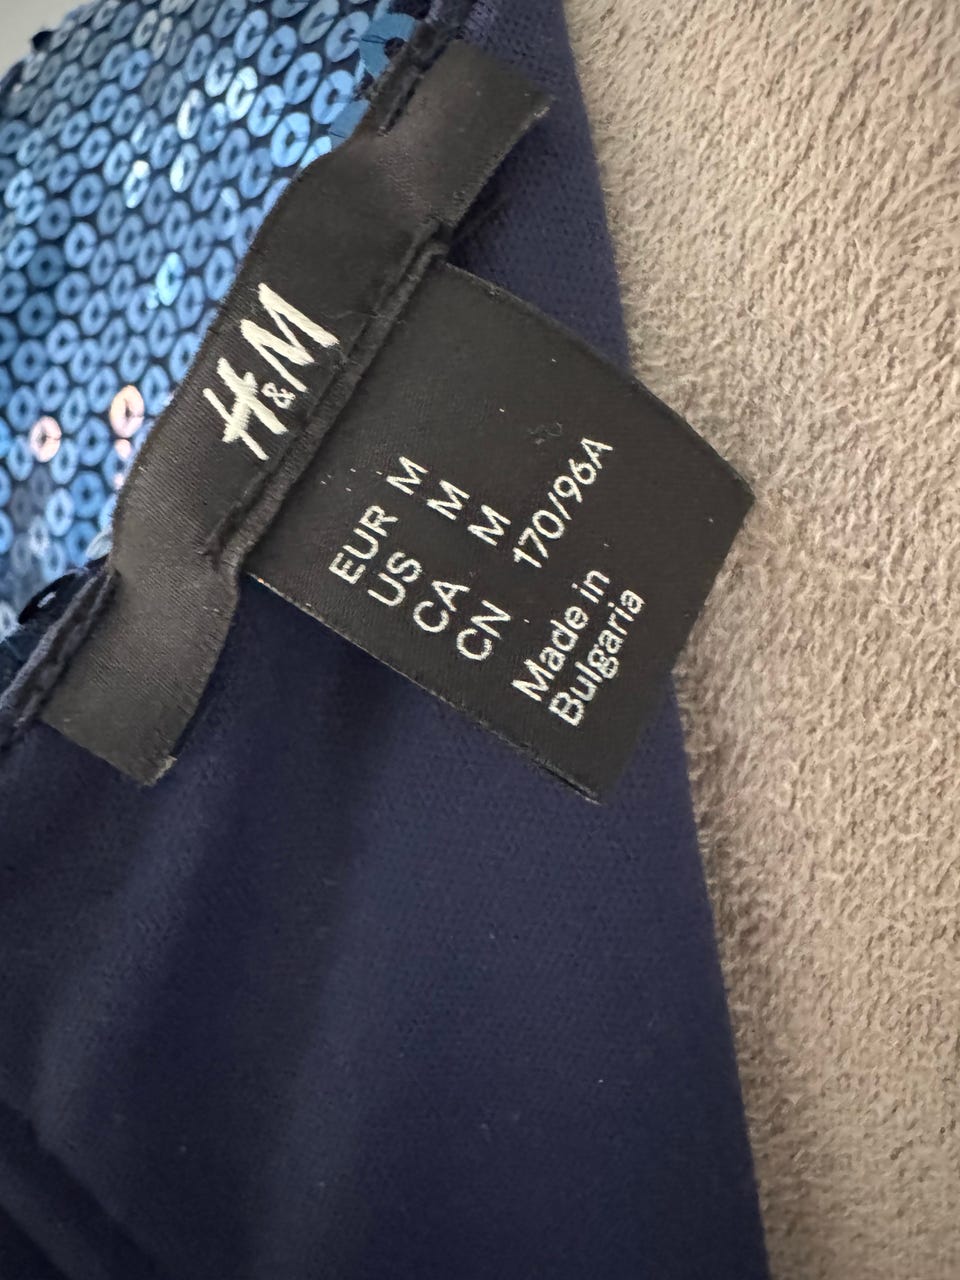 H&M
EUR M
US M
CA M
CN 170/96A
Made in
Bulgaria